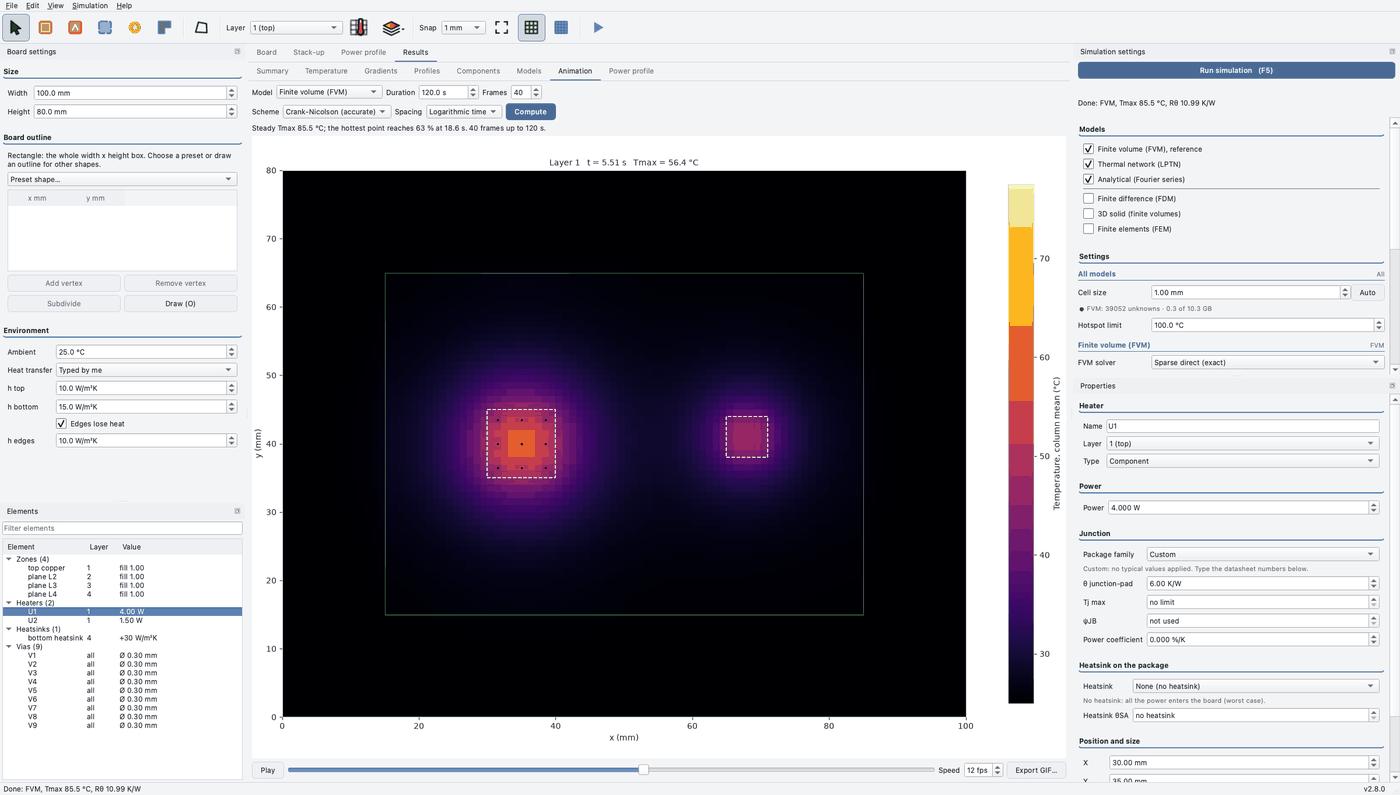 File Edit View Simulation Help
Layer 1 (top) Snap 1 mm
Board settings
Size
Width 100.0 mm
Height 80.0 mm
Board outline
Rectangle: the whole width x height box. Choose a preset or draw
an outline for other shapes.
Preset shape...
x mm y mm
Add vertex Remove vertex
Subdivide Draw (O)
Environment
Ambient 25.0 °C
Heat transfer Typed by me
h top 10.0 W/m²K
h bottom 15.0 W/m²K
Edges lose heat
h edges 10.0 W/m²K
Elements
Filter elements
Element Layer Value
Zones (4)
top copper 1 fill 1.00
plane L2 2 fill 1.00
plane L3 3 fill 1.00
plane L4 4 fill 1.00
Heaters (2)
U1 1 4.00 W
U2 1 1.50 W
Heatsinks (1)
bottom heatsink 4 +30 W/m²K
Vias (9)
V1 all Ø 0.30 mm
V2 all Ø 0.30 mm
V3 all Ø 0.30 mm
V4 all Ø 0.30 mm
V5 all Ø 0.30 mm
V6 all Ø 0.30 mm
V7 all Ø 0.30 mm
V8 all Ø 0.30 mm
V9 all Ø 0.30 mm
Board Stack-up Power profile Results
Summary Temperature Gradients Profiles Components Models Animation Power profile
Model Finite volume (FVM) Duration 120.0 s Frames 40
Scheme Crank-Nicolson (accurate) Spacing Logarithmic time Compute
Steady Tmax 85.5 °C; the hottest point reaches 63 % at 18.6 s. 40 frames up to 120 s.
Layer 1 t = 5.51 s Tmax = 56.4 °C
80
70
60
50
40
30
20
10
0
y (mm)
0 20 40 60 80 100
x (mm)
70
60
50
40
30
Temperature, column mean (°C)
Play Speed 12 fps Export GIF...
Simulation settings
Run simulation (F5)
Done: FVM, Tmax 85.5 °C, Rθ 10.99 K/W
Models
Finite volume (FVM), reference
Thermal network (LPTN)
Analytical (Fourier series)
Finite difference (FDM)
3D solid (finite volumes)
Finite elements (FEM)
Settings
All models All
Cell size 1.00 mm Auto
● FVM: 39052 unknowns · 0.3 of 10.3 GB
Hotspot limit 100.0 °C
Finite volume (FVM) FVM
FVM solver Sparse direct (exact)
Properties
Heater
Name U1
Layer 1 (top)
Type Component
Power
Power 4.000 W
Junction
Package family Custom
Custom: no typical values applied. Type the datasheet numbers below.
θ junction-pad 6.00 K/W
Tj max no limit
ψJB not used
Power coefficient 0.000 %/K
Heatsink on the package
Heatsink None (no heatsink)
No heatsink: all the power enters the board (worst case).
Heatsink θSA no heatsink
Position and size
X 30.00 mm
Y 35.00 mm
Done: FVM, Tmax 85.5 °C, Rθ 10.99 K/W v2.8.0